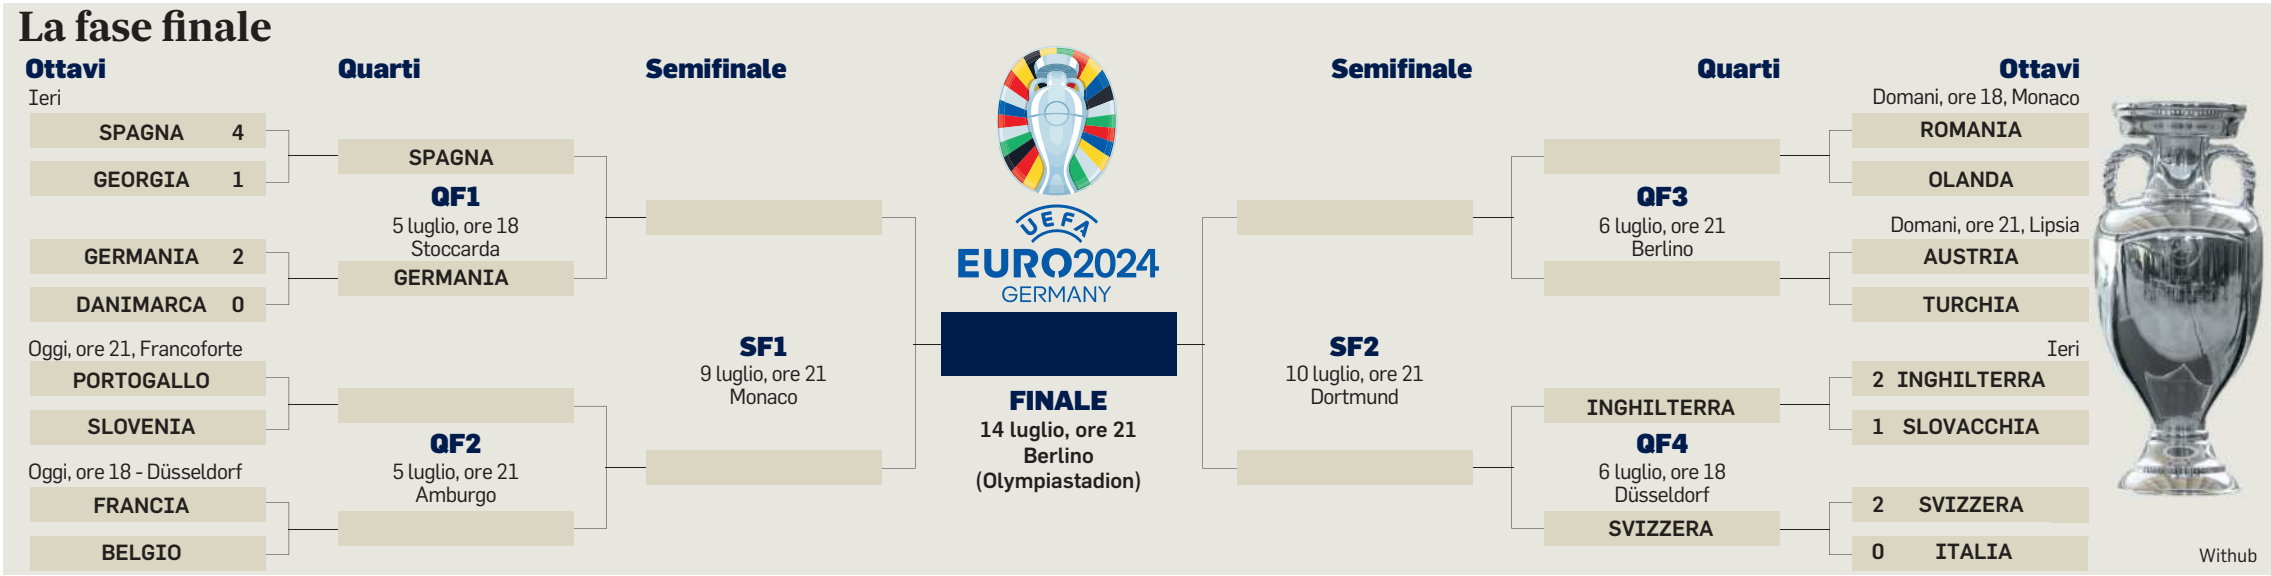 La fase finale
Ottavi
Ieri
SPAGNA 4
GEORGIA 1
GERMANIA 2
DANIMARCA 0
Oggi, ore 21, Francoforte
PORTOGALLO
SLOVENIA
Oggi, ore 18 - Düsseldorf
FRANCIA
BELGIO
Quarti
SPAGNA
QF1
5 luglio, ore 18
Stoccarda
GERMANIA
QF2
5 luglio, ore 21
Amburgo
Semifinale
SF1
9 luglio, ore 21
Monaco
UEFA
EURO2024
GERMANY
FINALE
14 luglio, ore 21
Berlino
(Olympiastadion)
Semifinale
SF2
10 luglio, ore 21
Dortmund
Quarti
QF3
6 luglio, ore 21
Berlino
INGHILTERRA
QF4
6 luglio, ore 18
Düsseldorf
SVIZZERA
Ottavi
Domani, ore 18, Monaco
ROMANIA
OLANDA
Domani, ore 21, Lipsia
AUSTRIA
TURCHIA
Ieri
2 INGHILTERRA
1 SLOVACCHIA
2 SVIZZERA
0 ITALIA
Withub